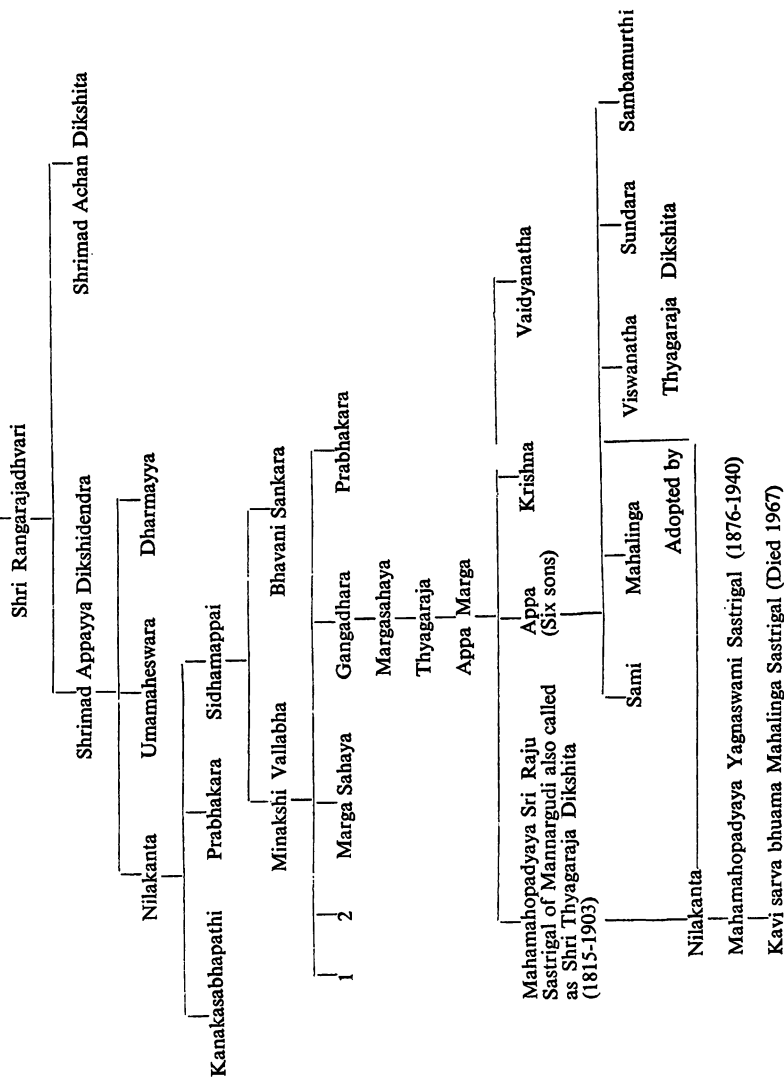 Shri Rangarajadhvari
Shrimad Appayya Dikshidendra
Shrimad Achan Dikshita
Nilakanta
Umamaheswara
Dharmayya
Kanakasabhapathi
Prabhakara
Sidhamappai
Minakshi Vallabha
Bhavani Sankara
1
2
Marga Sahaya
Gangadhara
Prabhakara
Margasahaya
Thyagaraja
Appa Marga
Mahamahopadyaya Sri Raju
Sastrigal of Mannargudi also called
as Shri Thyagaraja Dikshita
(1815-1903)
Appa
(Six sons)
Krishna
Vaidyanatha
Sami
Mahalinga
Viswanatha
Sundara
Sambamurthi
Adopted by
Thyagaraja Dikshita
Nilakanta
Mahamahopadyaya Yagnaswami Sastrigal (1876-1940)
Kavi sarva bhuama Mahalinga Sastrigal (Died 1967)